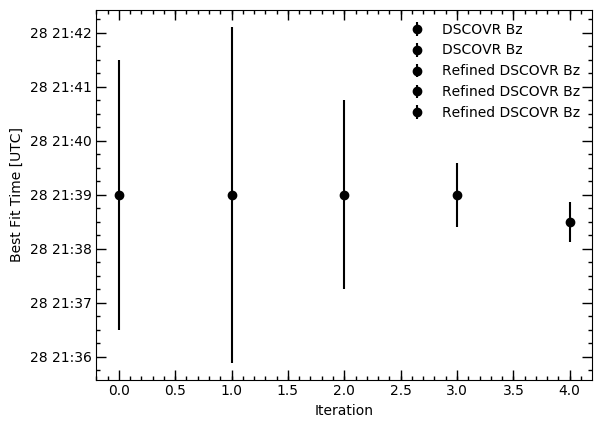 28 21:42
28 21:41
28 21:40
28 21:39
28 21:38
28 21:37
28 21:36
Best Fit Time [UTC]
DSCOVR Bz
DSCOVR Bz
Refined DSCOVR Bz
Refined DSCOVR Bz
Refined DSCOVR Bz
0.0 0.5 1.0 1.5 2.0 2.5 3.0 3.5 4.0
Iteration